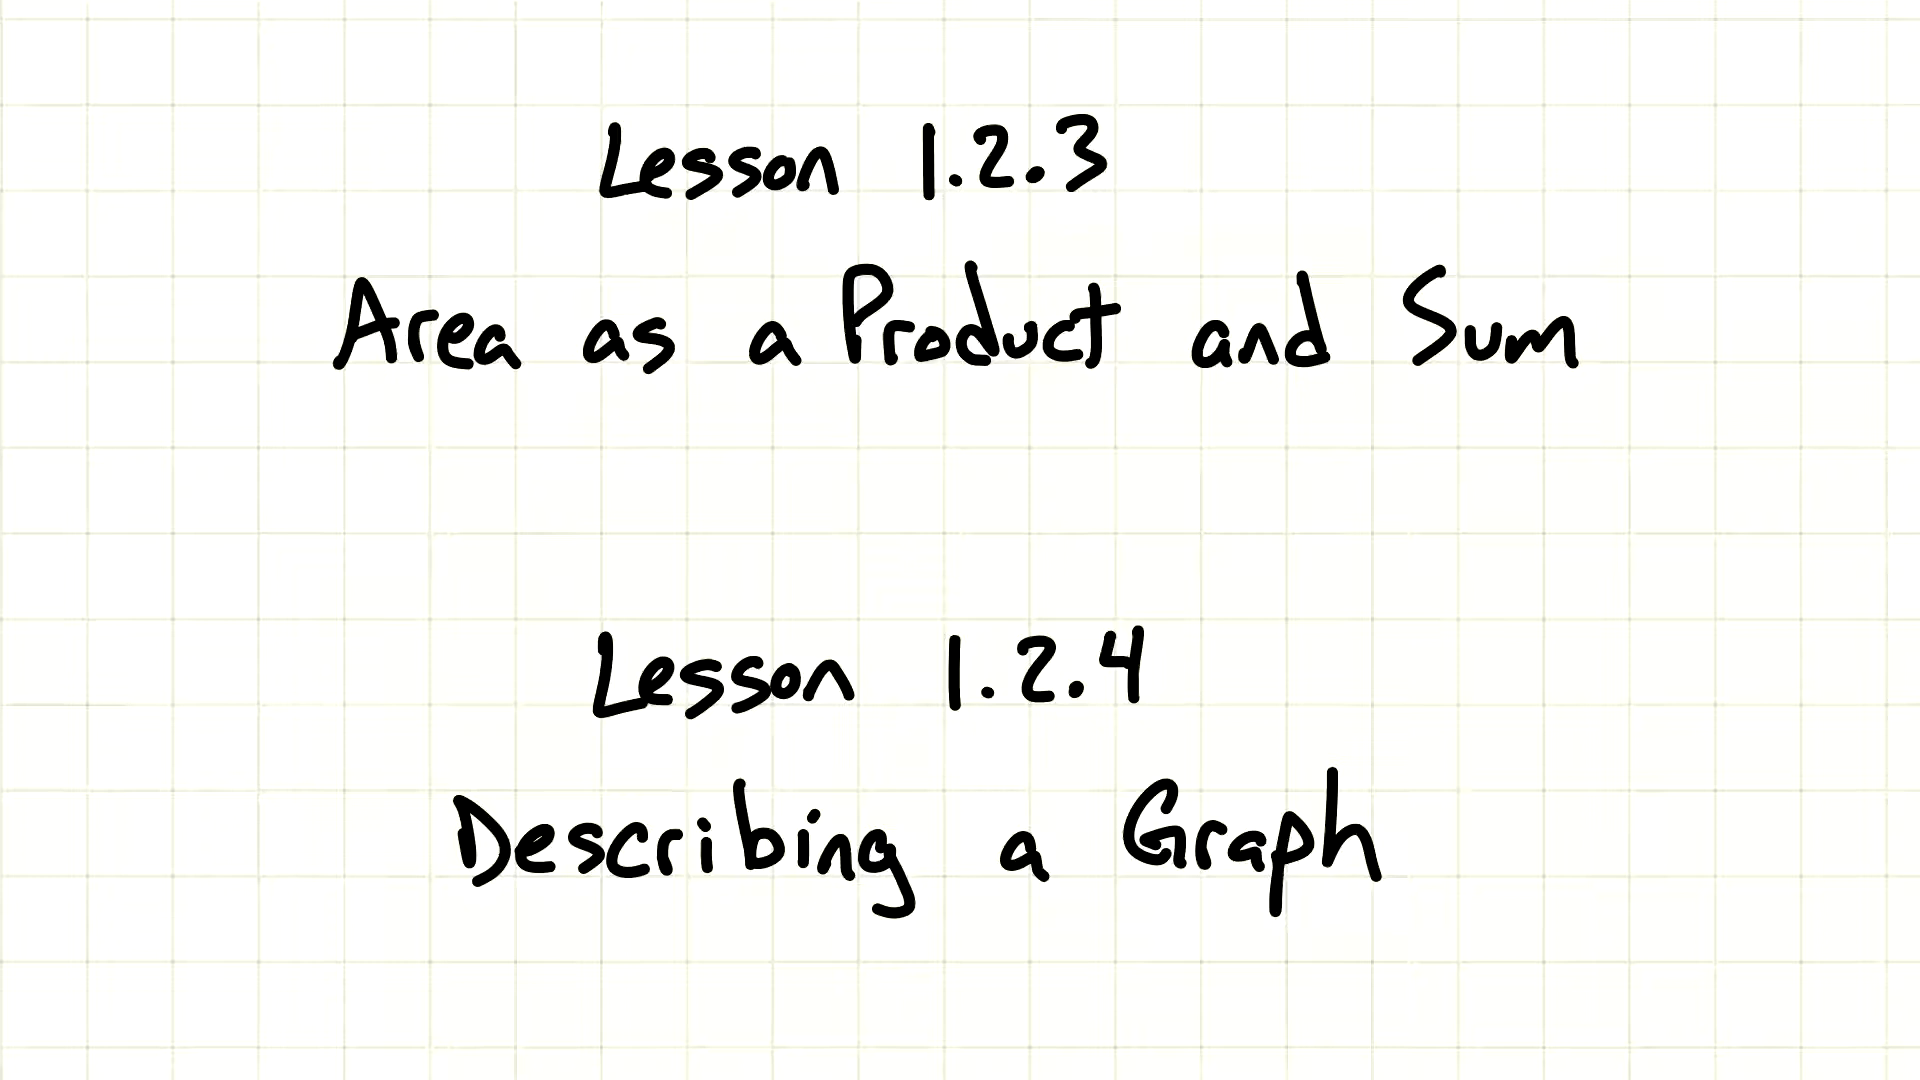 Lesson 1.2.3
Area as a Product and Sum
Lesson 1.2.4
Describing a Graph